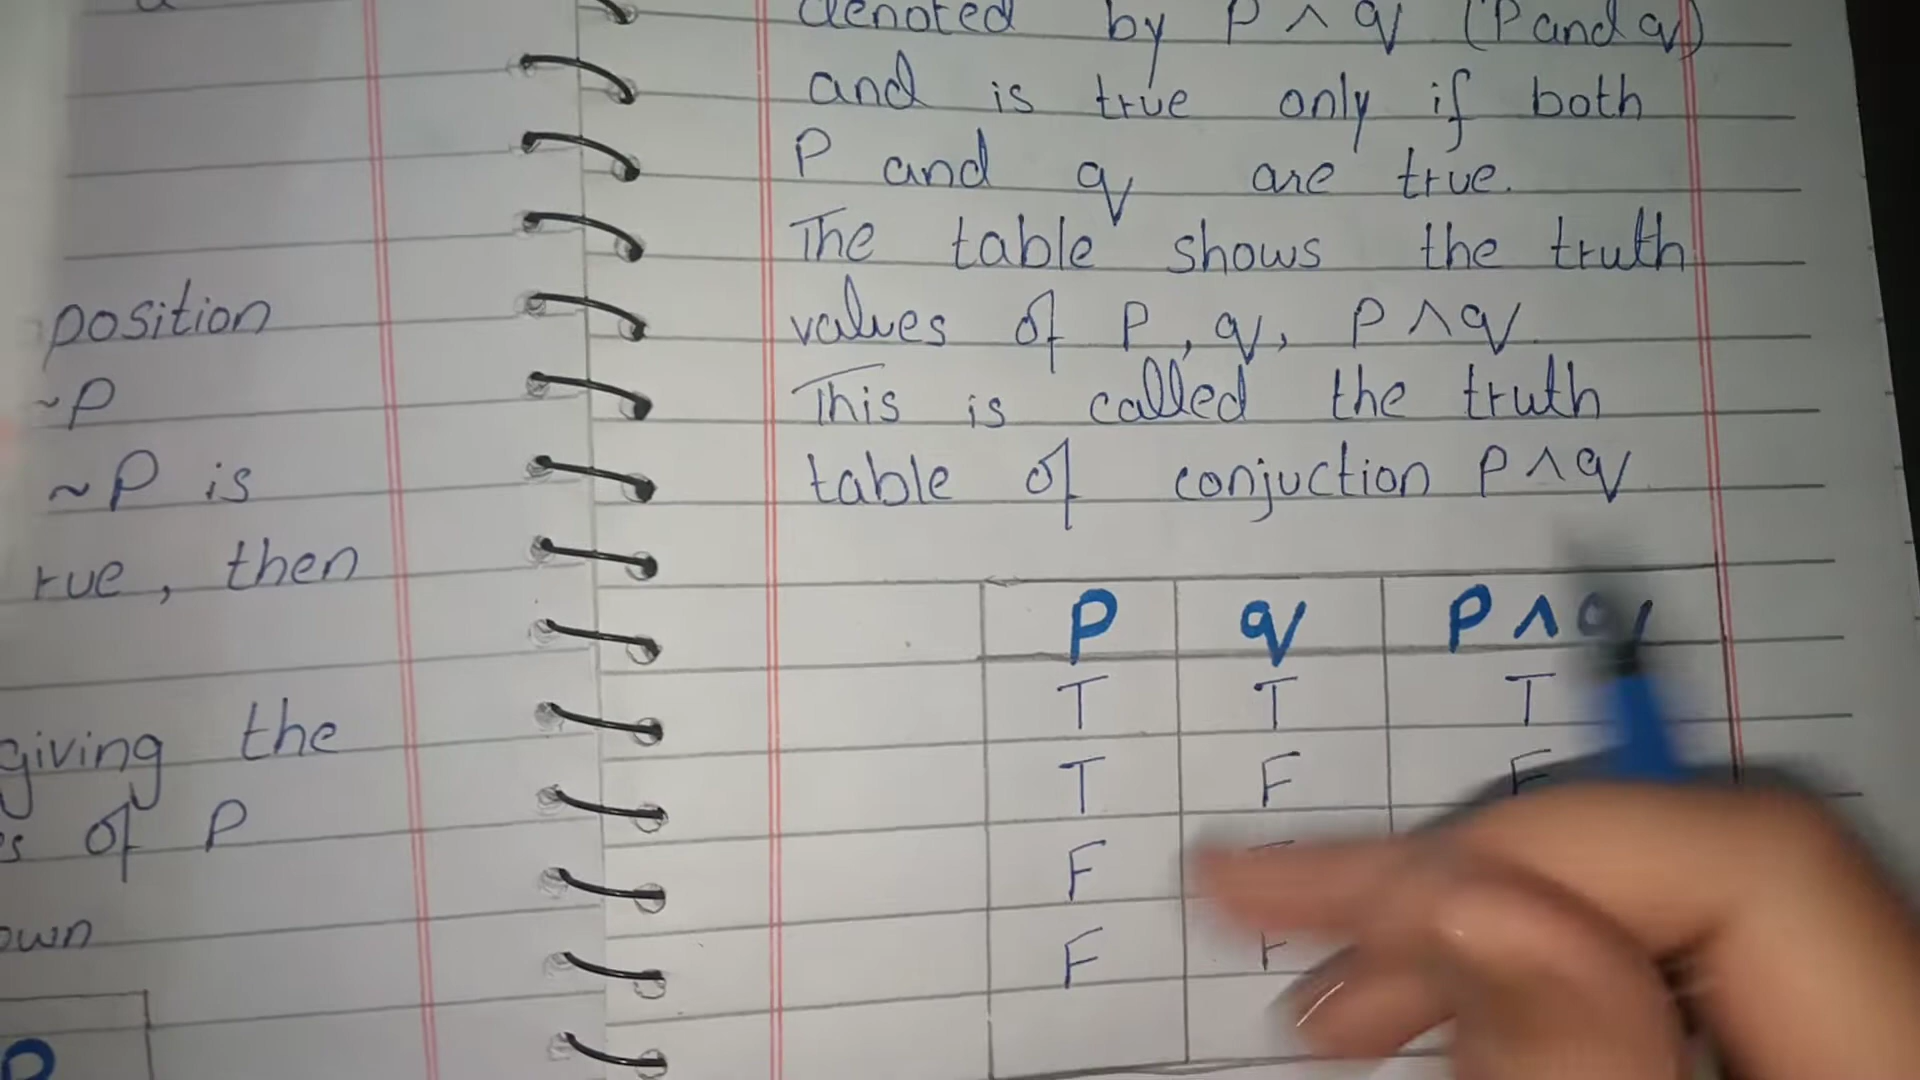 position
~P
~P is
rue, then
giving the
s of P
own
P
denoted by P ∧ q (P and q)
and is true only if both
P and q are true.
The table shows the truth
values of P, q, P ∧ q
This is called the truth
table of conjuction P ∧ q
P q P ∧ q
T T T
T F F
F
F F